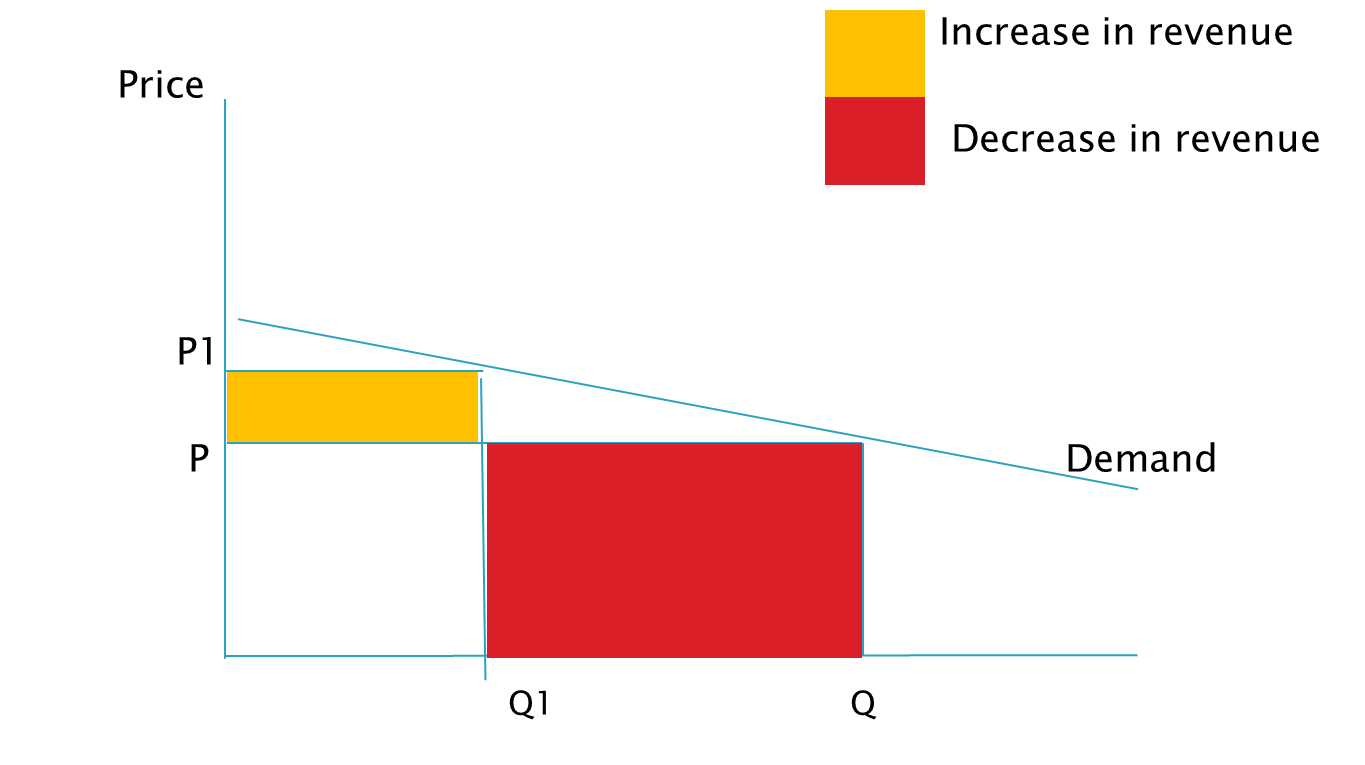 Increase in revenue
Price
Decrease in revenue
P1
P
Demand
Q1
Q